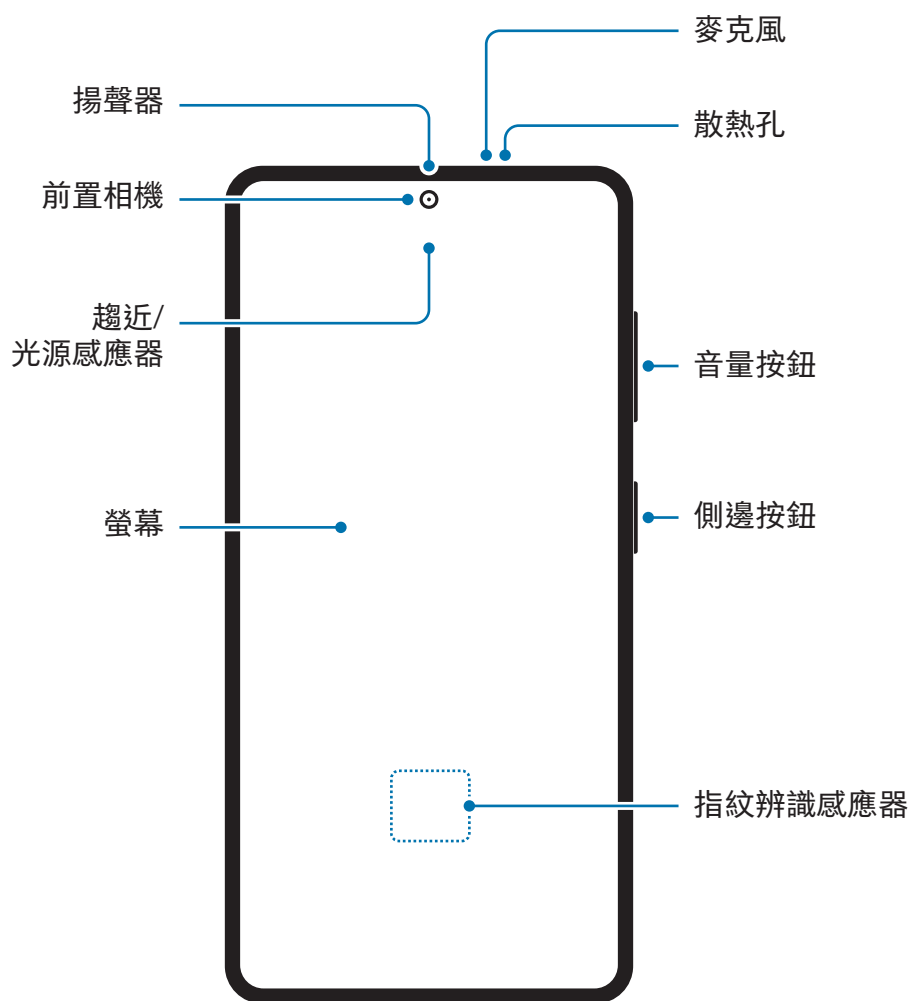 麥克風
揚聲器
散熱孔
前置相機
趨近/
光源感應器
音量按鈕
側邊按鈕
螢幕
指紋辨識感應器